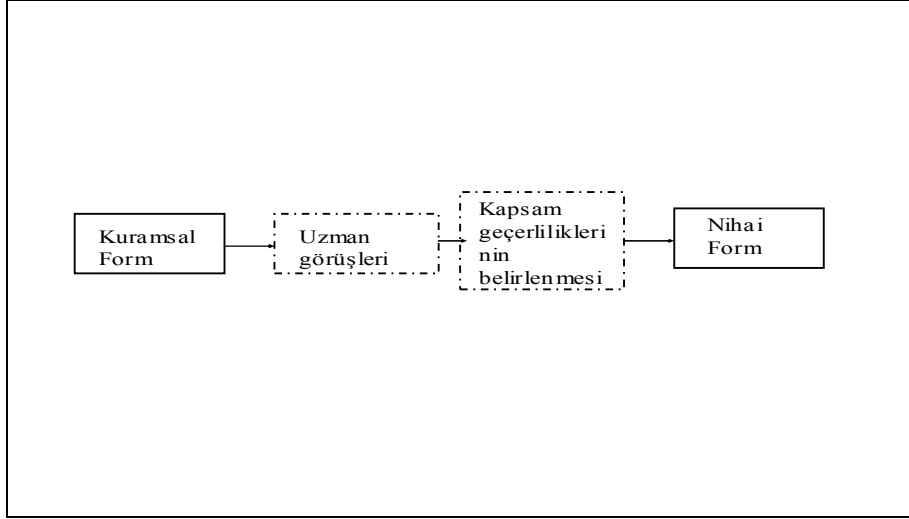 Kuramsal
Form
Uzman
görüşleri
Kapsam
geçerlilikleri
nin
belirlenmesi
Nihai
Form